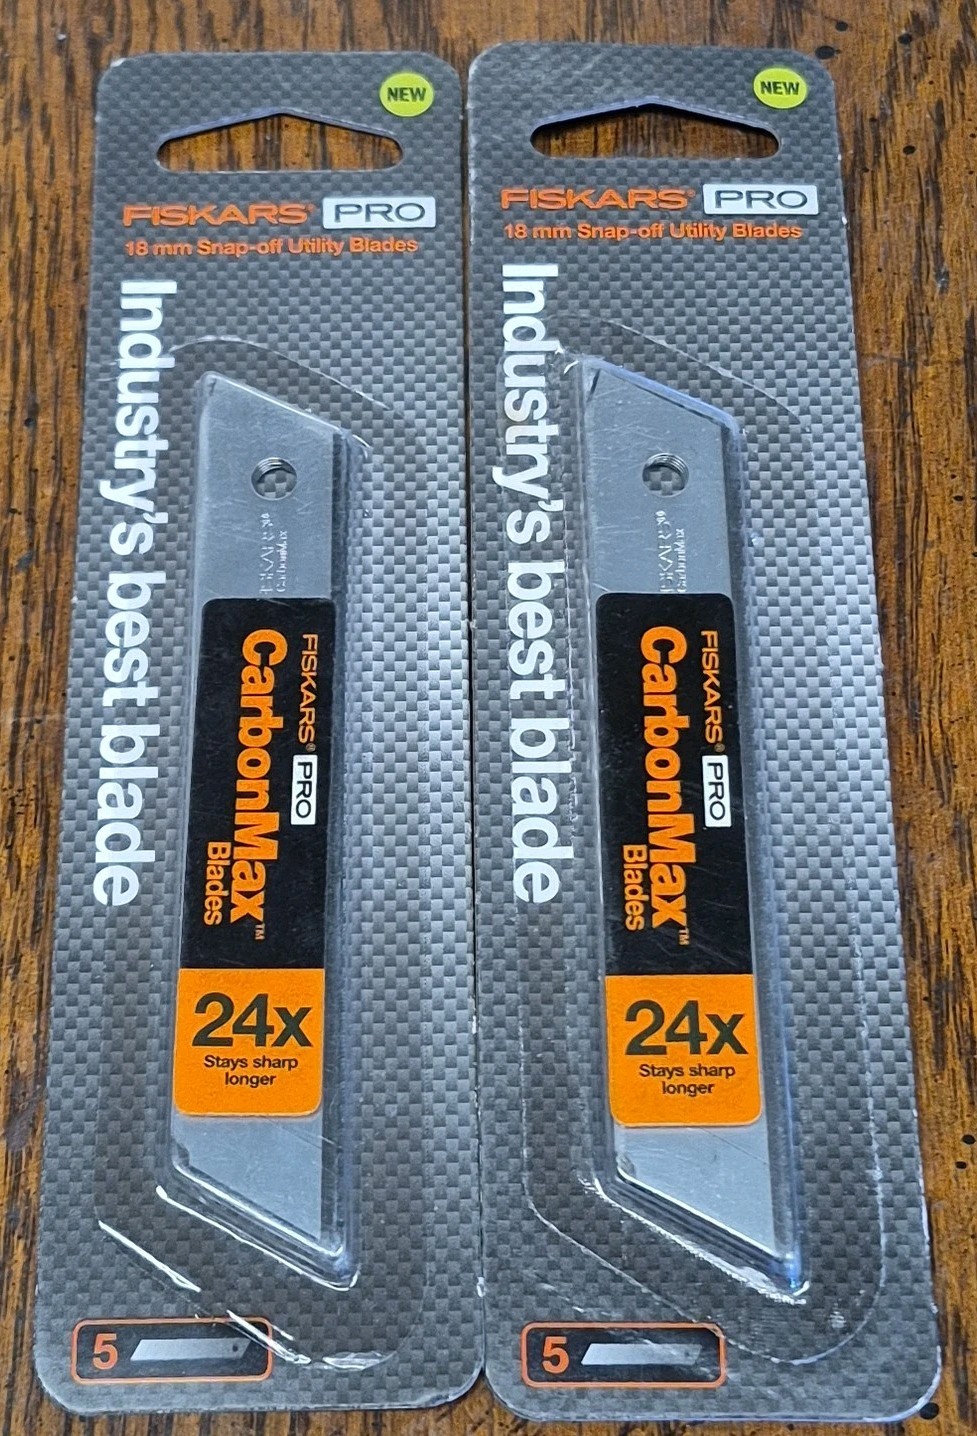 NEW
FISKARS® PRO
18 mm Snap-off Utility Blades
Industry's best blade
FISKARS® PRO
CarbonMax™
Blades
24x
Stays sharp
longer
5
NEW
FISKARS® PRO
18 mm Snap-off Utility Blades
Industry's best blade
CarbonMax
FISKARS® PRO
CarbonMax™
Blades
24x
Stays sharp
longer
5